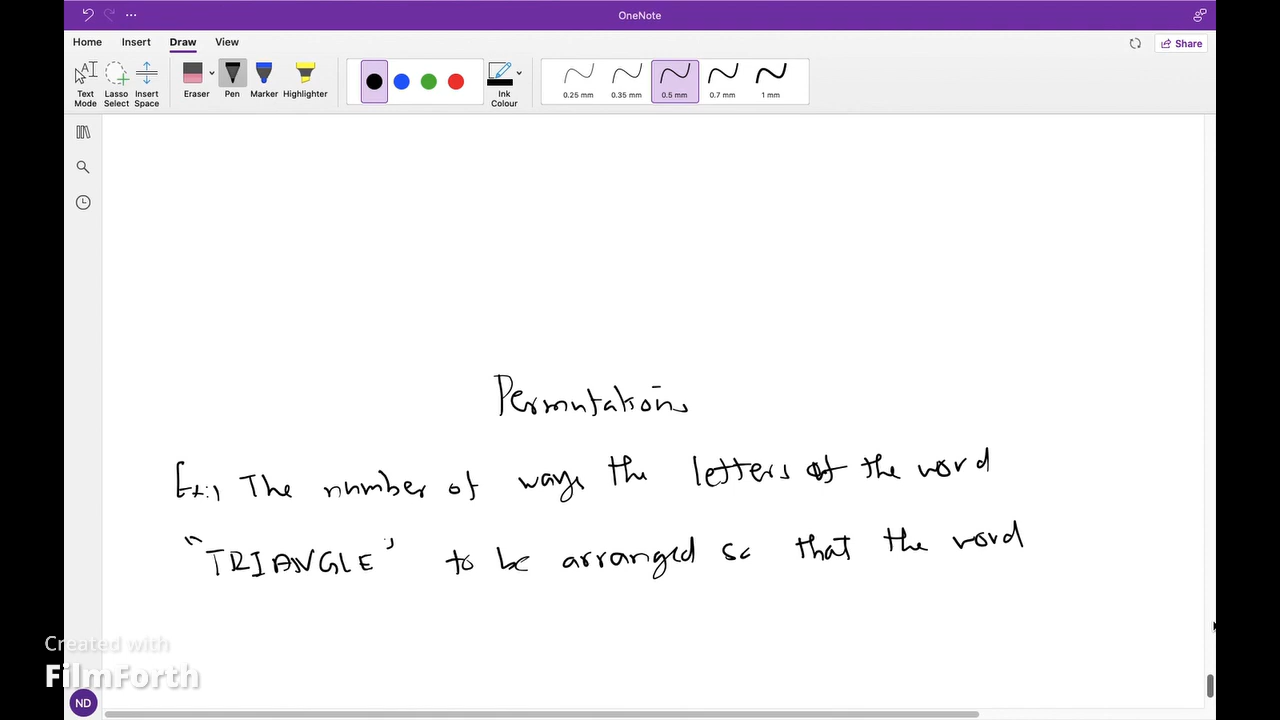 OneNote
Home Insert Draw View
Share
Text Mode Lasso Select Insert Space Eraser Pen Marker Highlighter Ink Colour 0.25 mm 0.35 mm 0.5 mm 0.7 mm 1 mm
Permutations
Ex:1 The number of ways the letters of the word
"TRIANGLE" to be arranged so that the word
Created with
FilmForth
ND